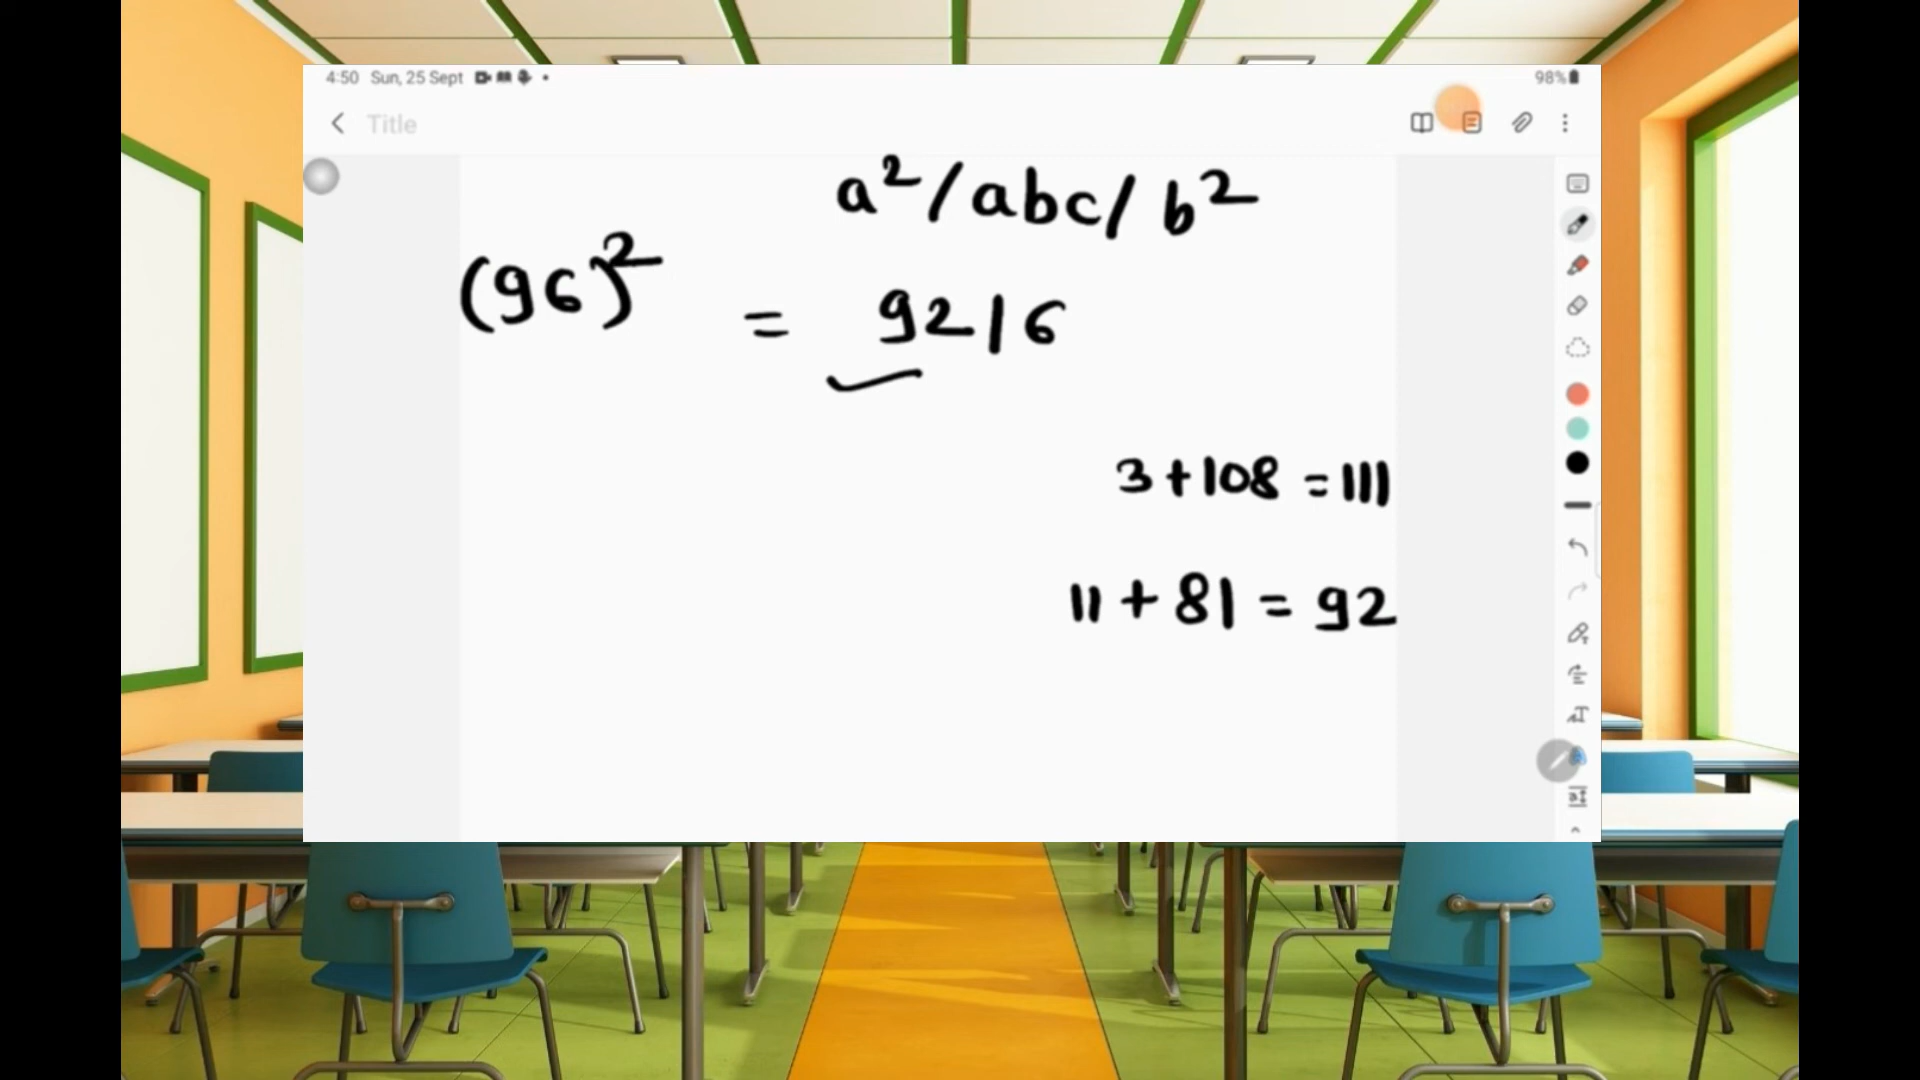 4:50 Sun, 25 Sept
98%
Title
a²/abc/b²
(96)²
= 9216
3+108 = 111
11 + 81 = 92